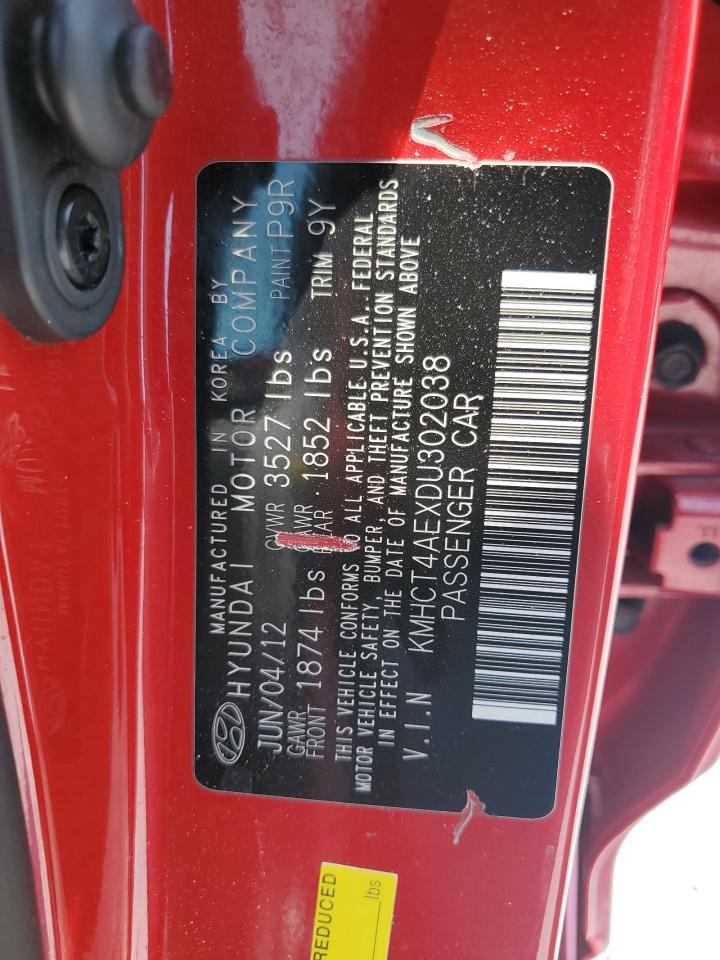 MANUFACTURED IN KOREA BY
HYUNDAI MOTOR COMPANY
JUN/04/12 GVWR 3527 lbs PAINT P9R
GAWR FRONT 1874 lbs GAWR REAR 1852 lbs TRIM 9Y
THIS VEHICLE CONFORMS TO ALL APPLICABLE U.S.A. FEDERAL
MOTOR VEHICLE SAFETY, BUMPER, AND THEFT PREVENTION STANDARDS
IN EFFECT ON THE DATE OF MANUFACTURE SHOWN ABOVE
V.I.N KMHCT4AEXDU302038
PASSENGER CAR
REDUCED
lbs